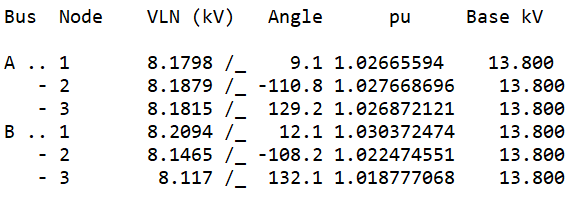 Bus  Node    VLN (kV)   Angle      pu     Base kV
A .. 1       8.1798 /_     9.1 1.02665594    13.800
   - 2       8.1879 /_ -110.8 1.027668696     13.800
   - 3       8.1815 /_  129.2 1.026872121     13.800
B .. 1       8.2094 /_   12.1 1.030372474     13.800
   - 2       8.1465 /_ -108.2 1.022474551     13.800
   - 3        8.117 /_  132.1 1.018777068     13.800